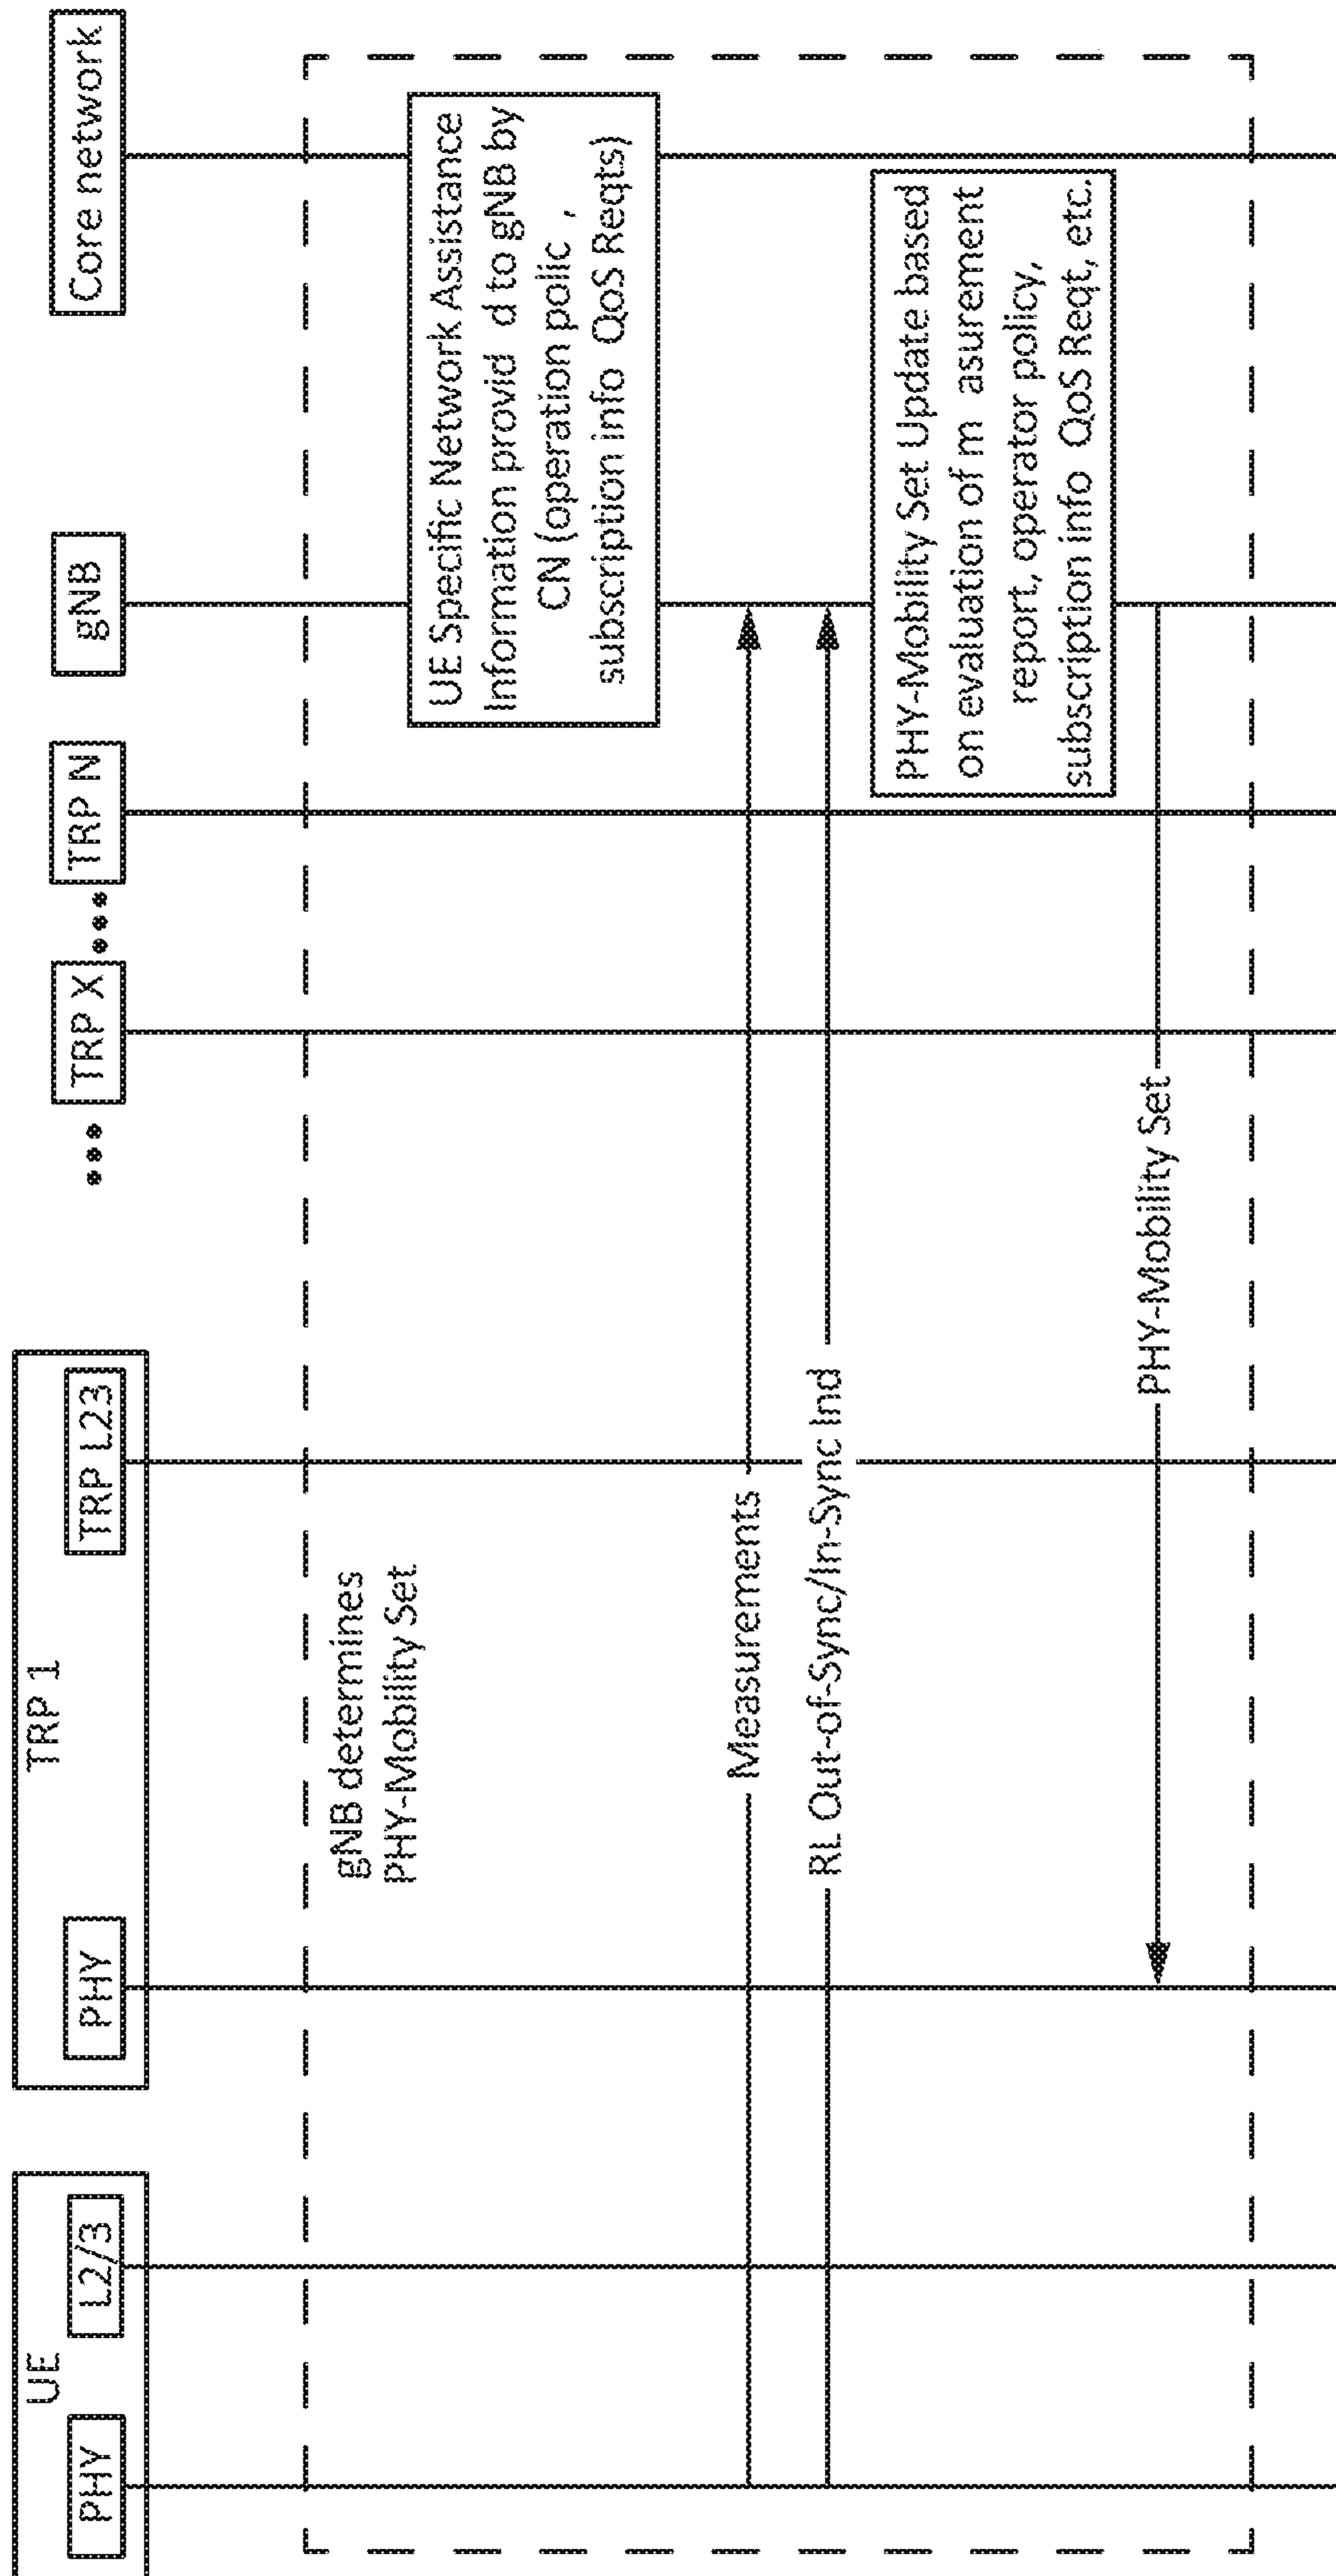 UE
PHY
L2/3
TRP 1
PHY
TRP L23
TRP X
TRP N
gNB
Core network
gNB determines
PHY-Mobility Set
UE Specific Network Assistance
Information provid d to gNB by
CN (operation polic ,
subscription info QoS Reqts)
Measurements
RL Out-of-Sync/In-Sync Ind
PHY-Mobility Set Update based
on evaluation of m asurement
report, operator policy,
subscription info QoS Reqt, etc.
PHY-Mobility Set